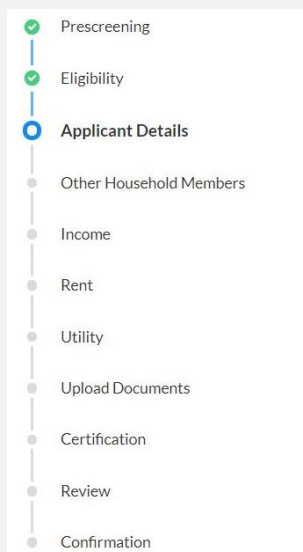 Prescreening
Eligibility
Applicant Details
Other Household Members
Income
Rent
Utility
Upload Documents
Certification
Review
Confirmation